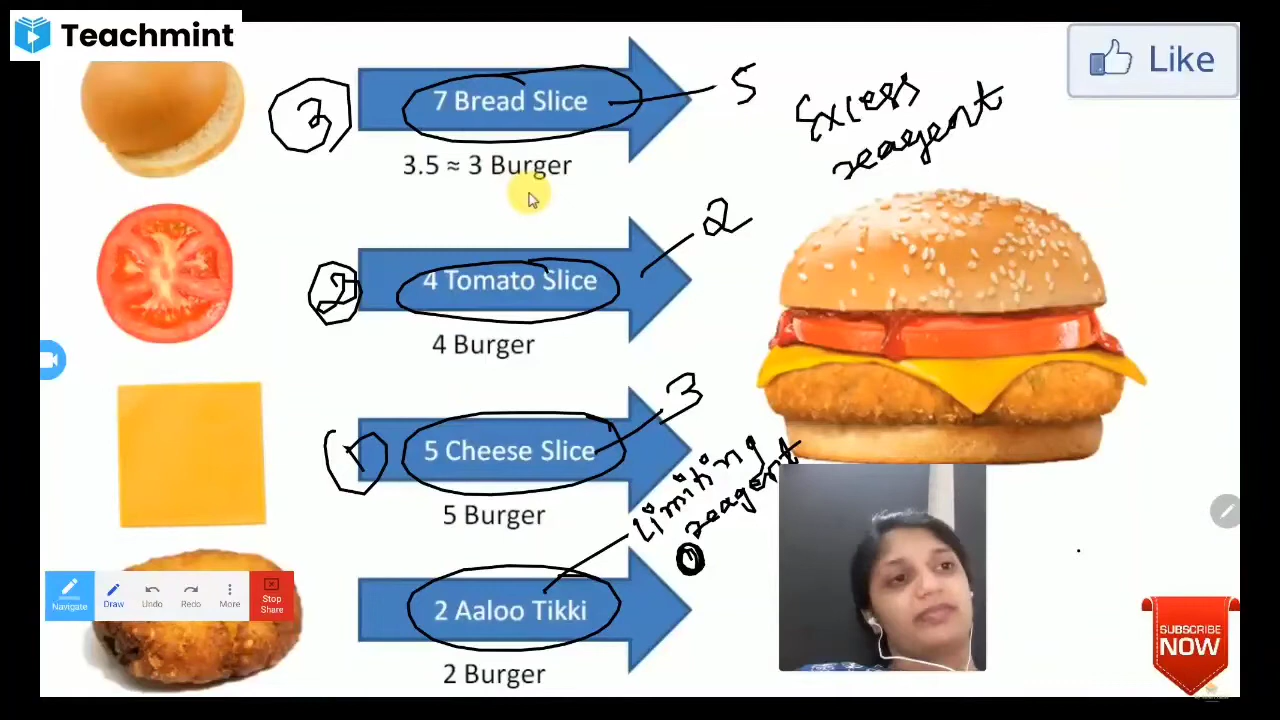 Teachmint
Like
3
7 Bread Slice
5
Excess
reagent
3.5 ≈ 3 Burger
4 Tomato Slice
2
4 Burger
5 Cheese Slice
3
5 Burger
Limiting
reagent
2 Aaloo Tikki
2 Burger
Navigate
Draw
Undo
Redo
More
Stop
Share
SUBSCRIBE
NOW